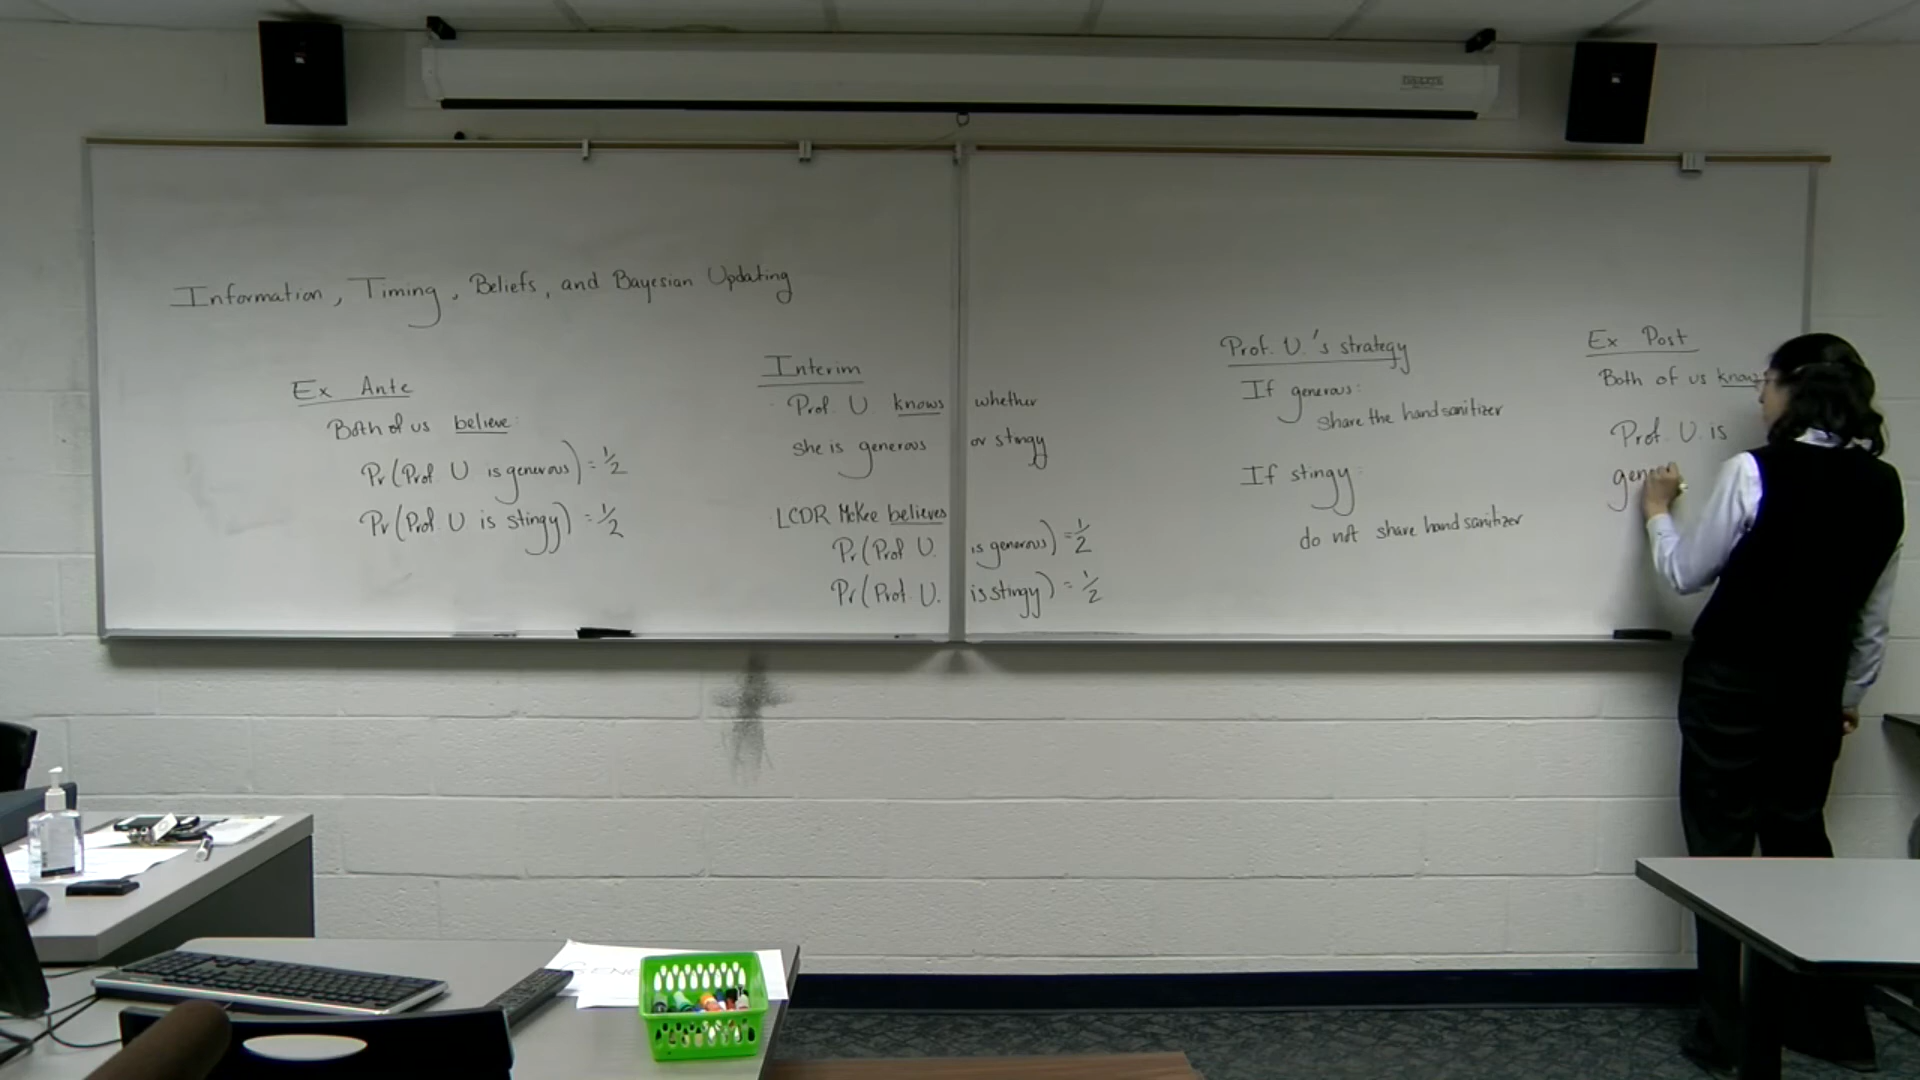 Information, Timing, Beliefs, and Bayesian Updating
Ex Ante
Both of us believe:
Pr(Prof U is generous) = 1/2
Pr(Prof U is stingy) = 1/2
Interim
Prof. U. knows whether
she is generous or stingy
LCDR McKee believes
Pr(Prof U. is generous) = 1/2
Pr(Prof. U. is stingy) = 1/2
Prof. U.'s strategy
If generous:
share the hand sanitizer
If stingy:
do not share hand sanitizer
Ex Post
Both of us know
Prof. U. is
gene